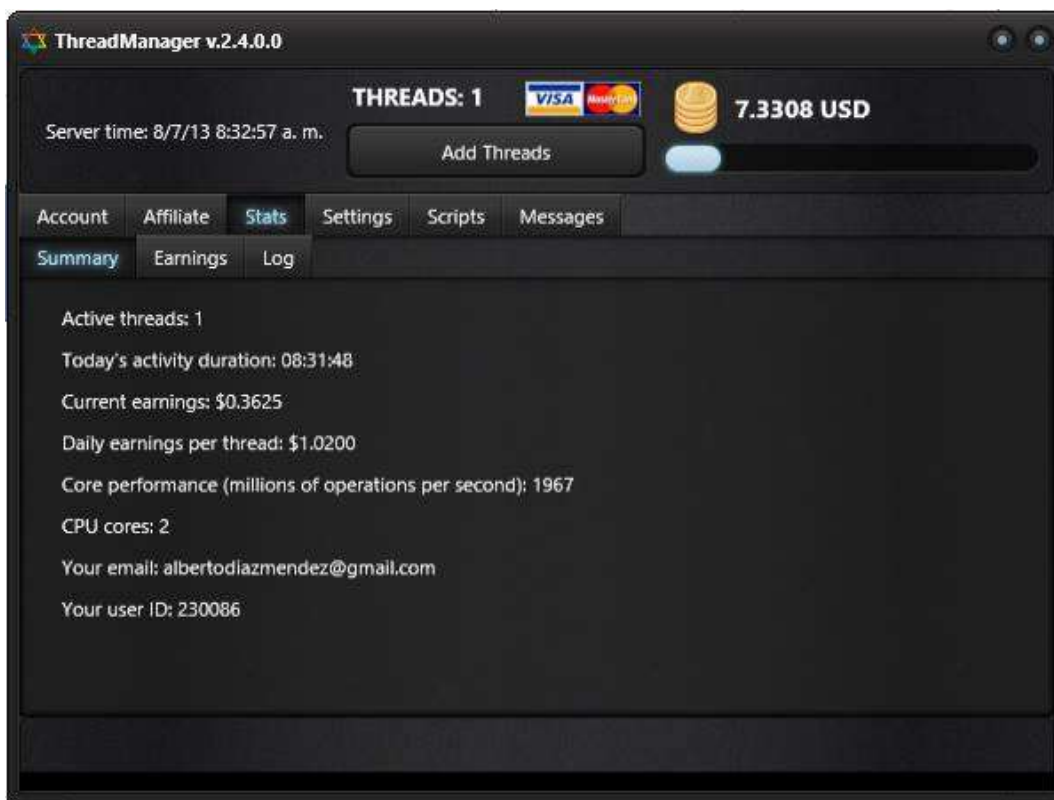 ThreadManager v.2.4.0.0
THREADS: 1
VISA MasterCard
7.3308 USD
Server time: 8/7/13 8:32:57 a. m.
Add Threads
Account Affiliate Stats Settings Scripts Messages
Summary Earnings Log
Active threads: 1
Today's activity duration: 08:31:48
Current earnings: $0.3625
Daily earnings per thread: $1.0200
Core performance (millions of operations per second): 1967
CPU cores: 2
Your email: albertodiazmendez@gmail.com
Your user ID: 230086